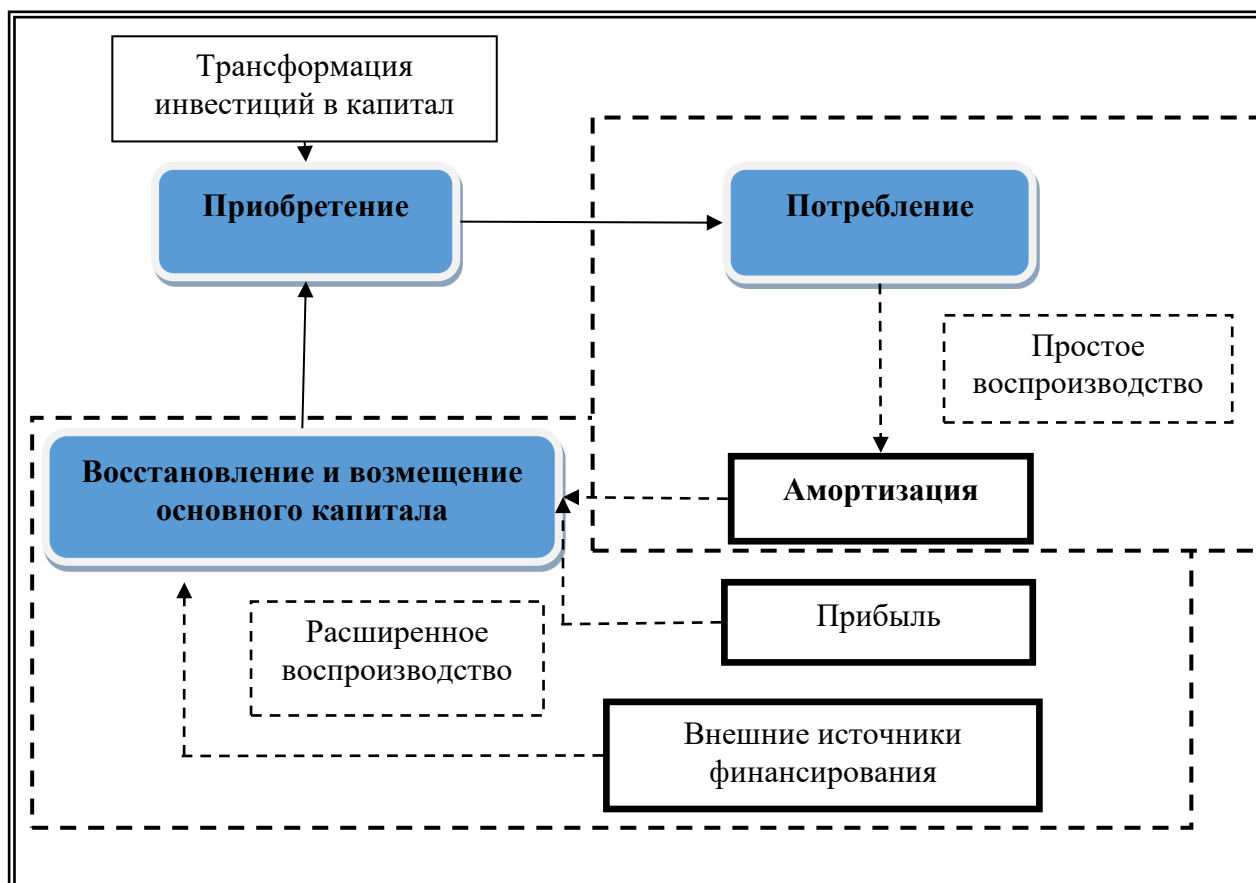 Трансформация
инвестиций в капитал
Приобретение
Потребление
Простое
воспроизводство
Восстановление и возмещение
основного капитала
Амортизация
Прибыль
Расширенное
воспроизводство
Внешние источники
финансирования